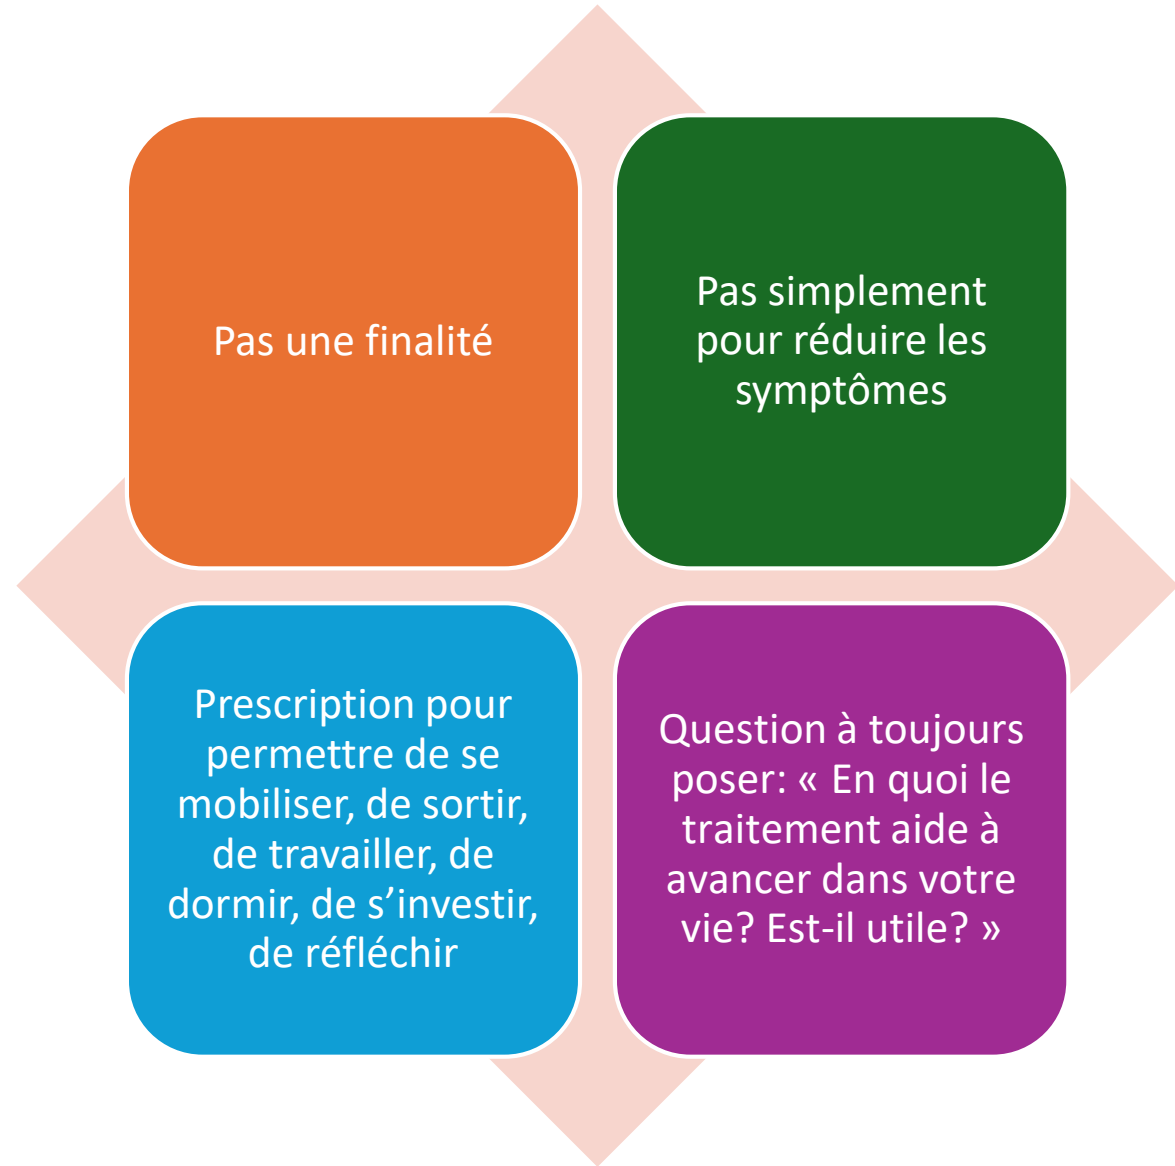 Pas une finalité
Pas simplement
pour réduire les
symptômes
Prescription pour
permettre de se
mobiliser, de sortir,
de travailler, de
dormir, de s’investir,
de réfléchir
Question à toujours
poser: « En quoi le
traitement aide à
avancer dans votre
vie? Est-il utile? »